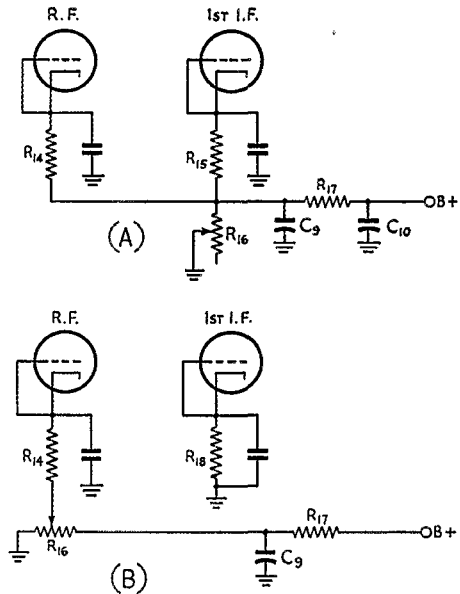 R.F. 1ST I.F.
R14 R15
R17 B+
(A) R16 C9 C10
R.F. 1ST I.F.
R14 R18
R17
R16 B+
(B) C9